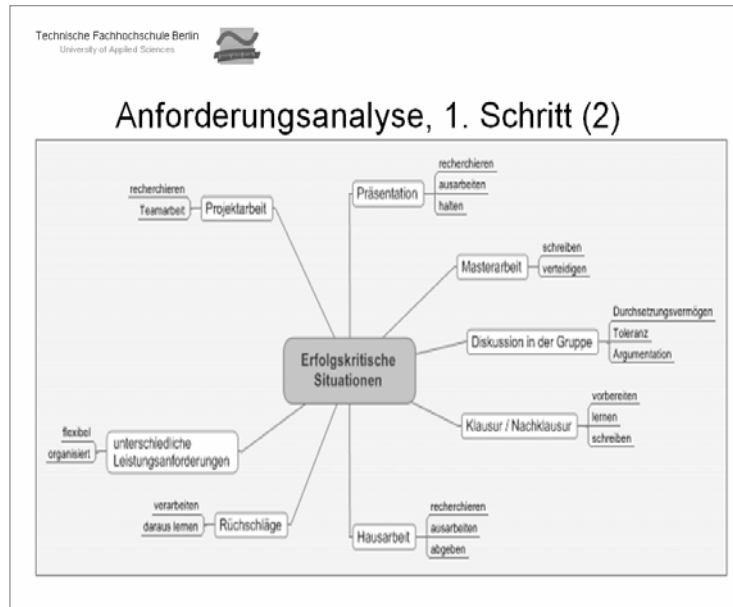 Technische Fachhochschule Berlin
University of Applied Sciences
Anforderungsanalyse, 1. Schritt (2)
recherchieren
Teamarbeit
Projektarbeit
Präsentation
recherchieren
ausarbeiten
halten
Masterarbeit
schreiben
verteidigen
Diskussion in der Gruppe
Durchsetzungsvermögen
Toleranz
Argumentation
Erfolgskritische
Situationen
Klausur / Nachklausur
vorbereiten
lernen
schreiben
flexibel
organisiert
unterschiedliche
Leistungsanforderungen
verarbeiten
daraus lernen
Rüchschläge
Hausarbeit
recherchieren
ausarbeiten
abgeben